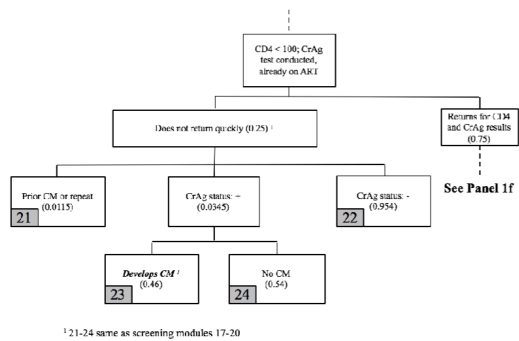 CD4 < 100; CrAg
test conducted,
already on ART
Does not return quickly (0.25) ¹
Returns for CD4
and CrAg results
(0.75)
See Panel 1f
Prior CM or repeat
(0.0115)
21
CrAg status: +
(0.0345)
CrAg status: -
(0.954)
22
Develops CM ¹
(0.46)
23
No CM
(0.54)
24
¹ 21-24 same as screening modules 17-20